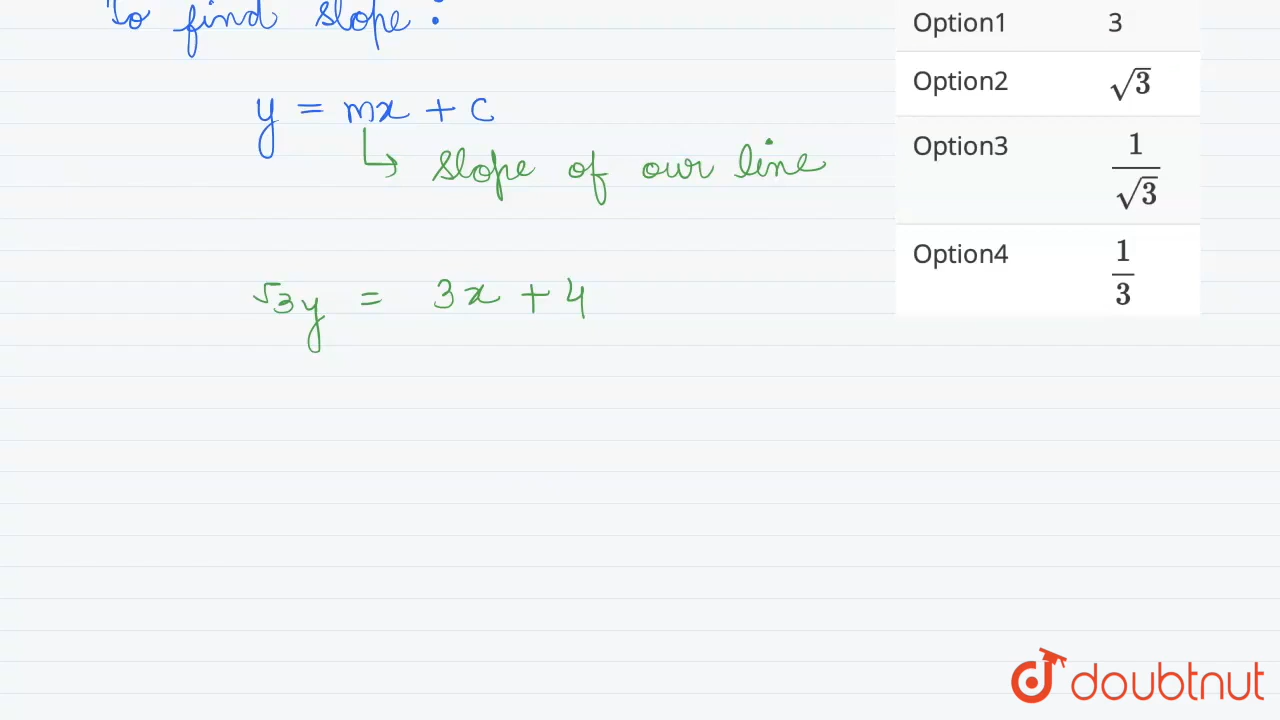 To find slope :
y = mx + c
↳ slope of our line
√3y = 3x + 4
Option1 3
Option2 √3
Option3 1/√3
Option4 1/3
doubtnut